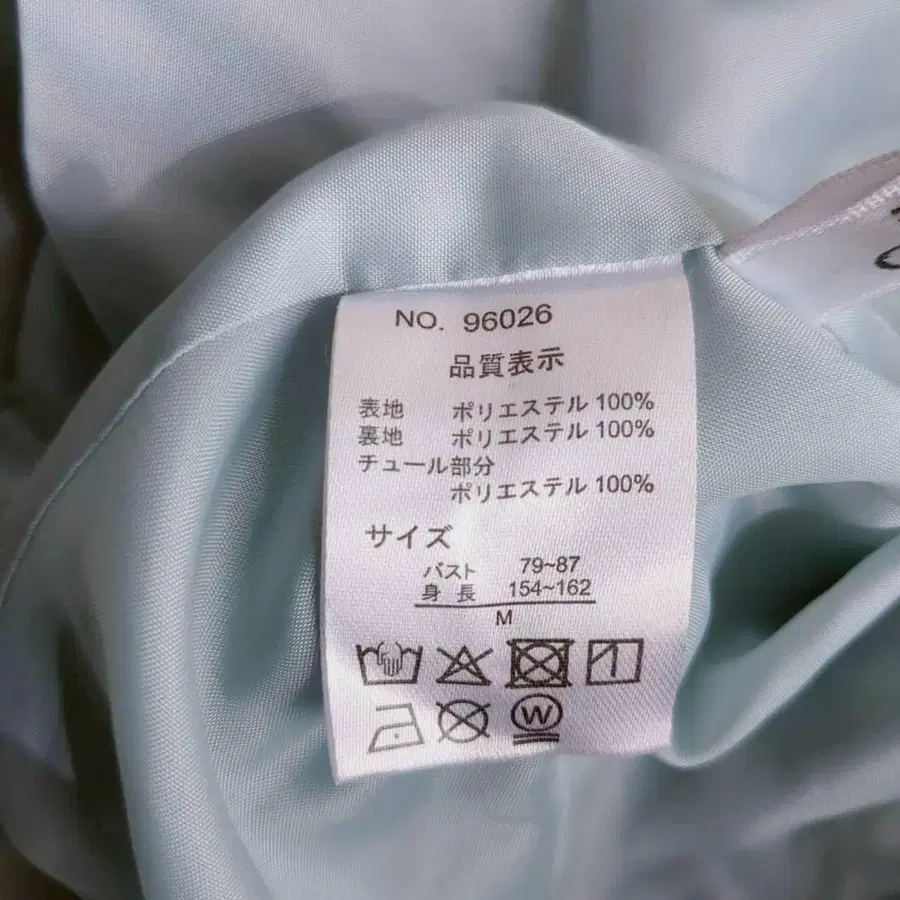 NO. 96026
品質表示
表地 ポリエステル 100%
裏地 ポリエステル 100%
チュール部分
ポリエステル 100%
サイズ
バスト 79~87
身長 154~162
M
W